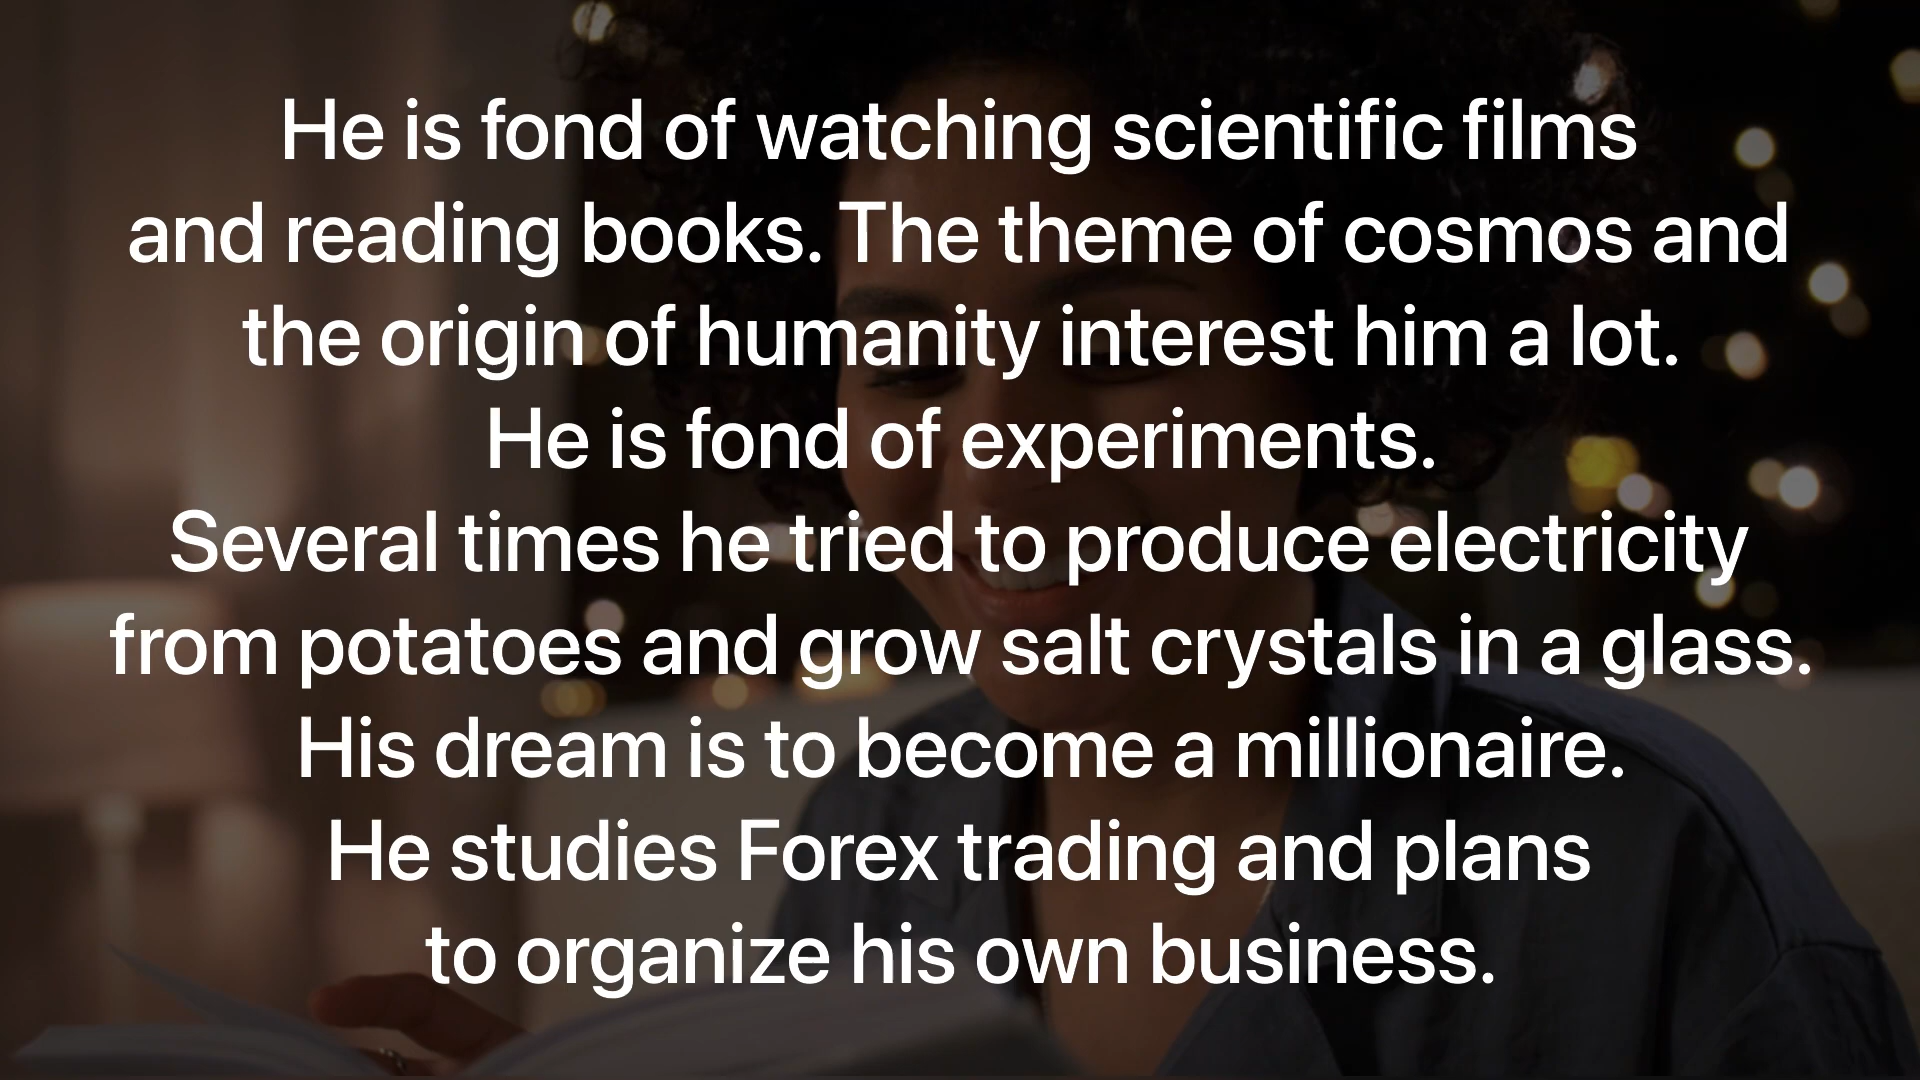 He is fond of watching scientific films
and reading books. The theme of cosmos and
the origin of humanity interest him a lot.
He is fond of experiments.
Several times he tried to produce electricity
from potatoes and grow salt crystals in a glass.
His dream is to become a millionaire.
He studies Forex trading and plans
to organize his own business.